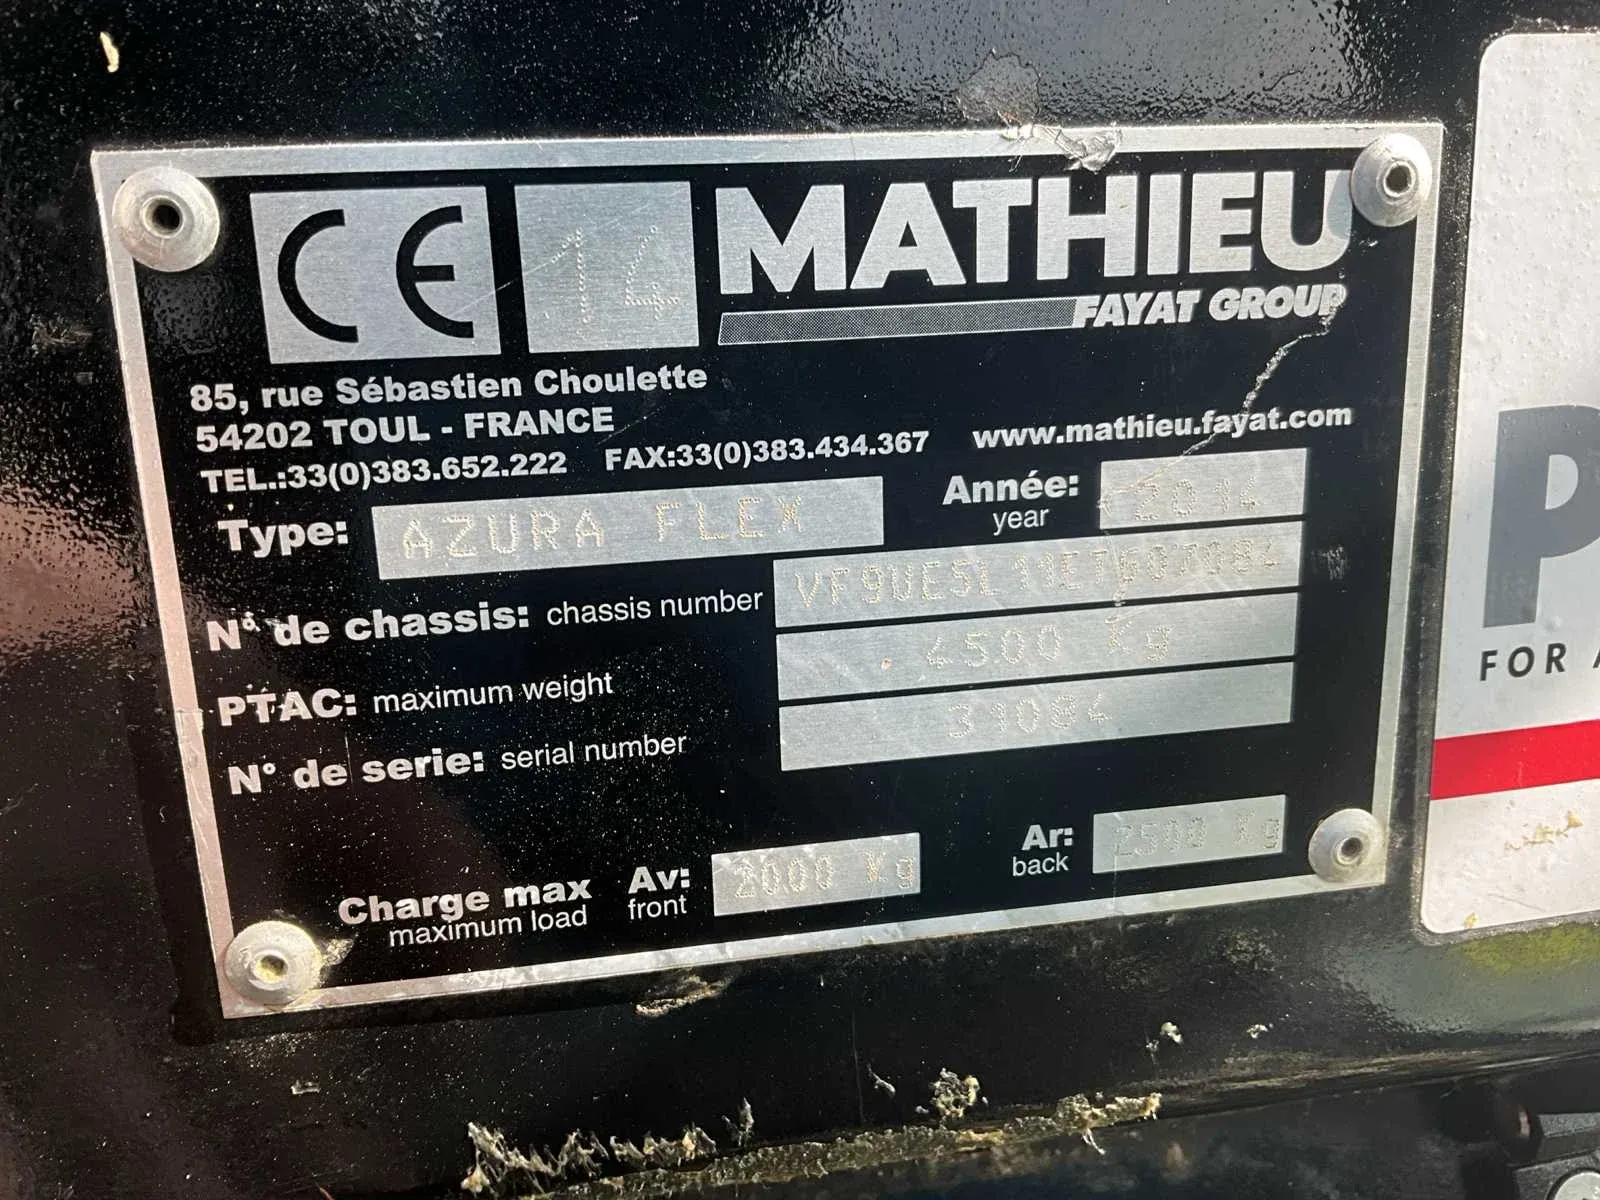 CE .14 MATHIEU
FAYAT GROUP
85, rue Sébastien Choulette
54202 TOUL - FRANCE
TEL.:33(0)383.652.222 FAX:33(0)383.434.367 www.mathieu.fayat.com
Type: AZURA FLEX Année: 2014
year
N° de chassis: chassis number VF9UE5L11ET607084
PTAC: maximum weight .4500 Kg
N° de serie: serial number 31084
Charge max Av: 2000 Kg Ar: 2500 Kg
maximum load front back
P
FOR